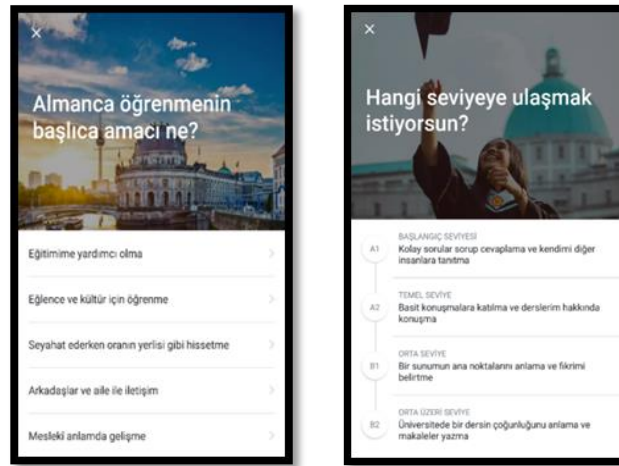 ×
Almanca öğrenmenin
başlıca amacı ne?
Eğitimime yardımcı olma
Eğlence ve kültür için öğrenme
Seyahat ederken oranın yerlisi gibi hissetme
Arkadaşlar ve aile ile iletişim
Mesleki anlamda gelişme
×
Hangi seviyeye ulaşmak
istiyorsun?
BAŞLANGIÇ SEVİYESİ
A1 Kolay sorular sorup cevaplama ve kendimi diğer
insanlara tanıtma
TEMEL SEVİYE
A2 Basit konuşmalara katılma ve derslerim hakkında
konuşma
ORTA SEVİYE
B1 Bir sunumun ana noktalarını anlama ve fikrimi
belirtme
ORTA ÜZERİ SEVİYE
B2 Üniversitede bir dersin çoğunluğunu anlama ve
makaleler yazma